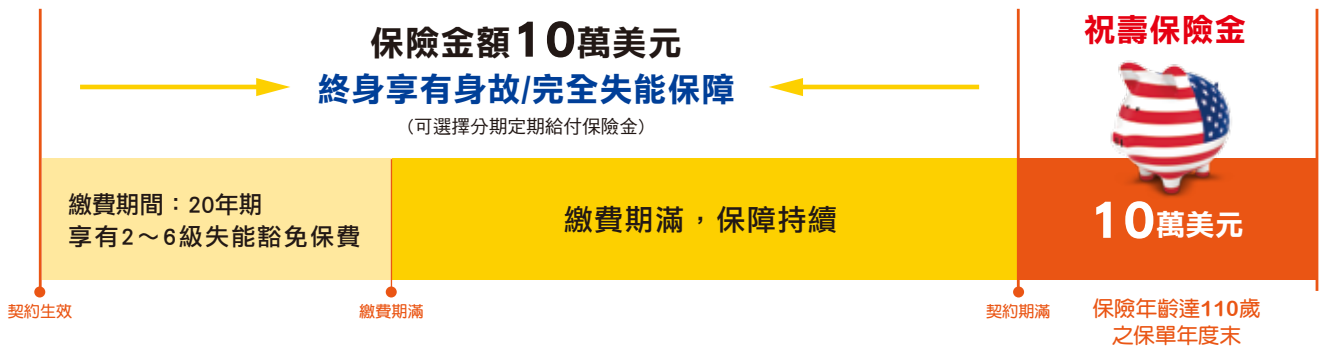 保險金額10萬美元
終身享有身故/完全失能保障
（可選擇分期定期給付保險金）
祝壽保險金
繳費期間：20年期
享有2～6級失能豁免保費
繳費期滿，保障持續
10萬美元
契約生效
繳費期滿
契約期滿
保險年齡達110歲
之保單年度末